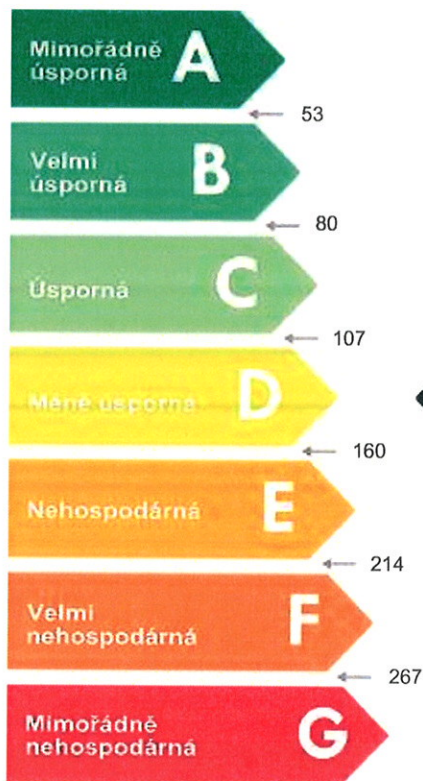 Mimořádně
úsporná
A
53
Velmi
úsporná
B
80
Úsporná
C
107
Méně úsporná
D
160
Nehospodárná
E
214
Velmi
nehospodárná
F
267
Mimořádně
nehospodárná
G